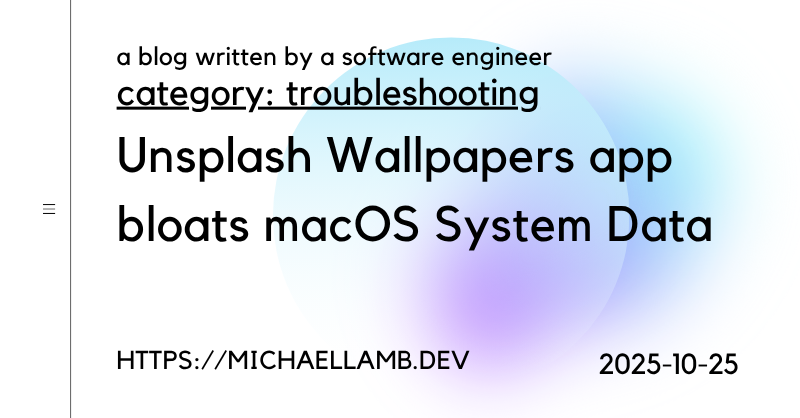 a blog written by a software engineer
category: troubleshooting
Unsplash Wallpapers app
bloats macOS System Data
HTTPS://MICHAELLAMB.DEV
2025-10-25